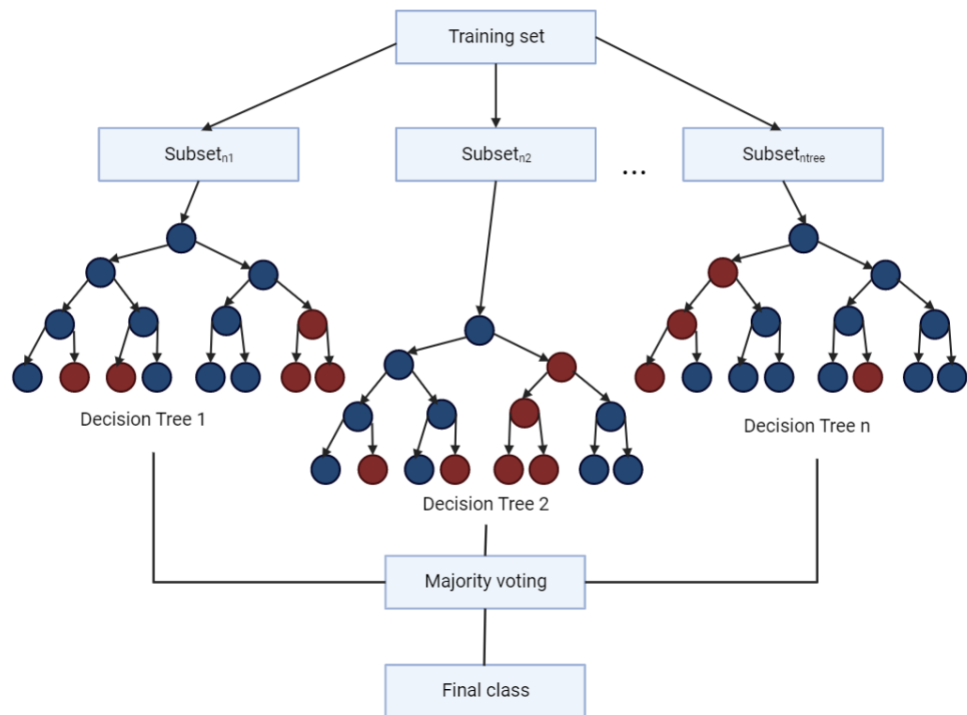 Training set
Subsetn1
Subsetn2
...
Subsetntree
Decision Tree 1
Decision Tree n
Decision Tree 2
Majority voting
Final class